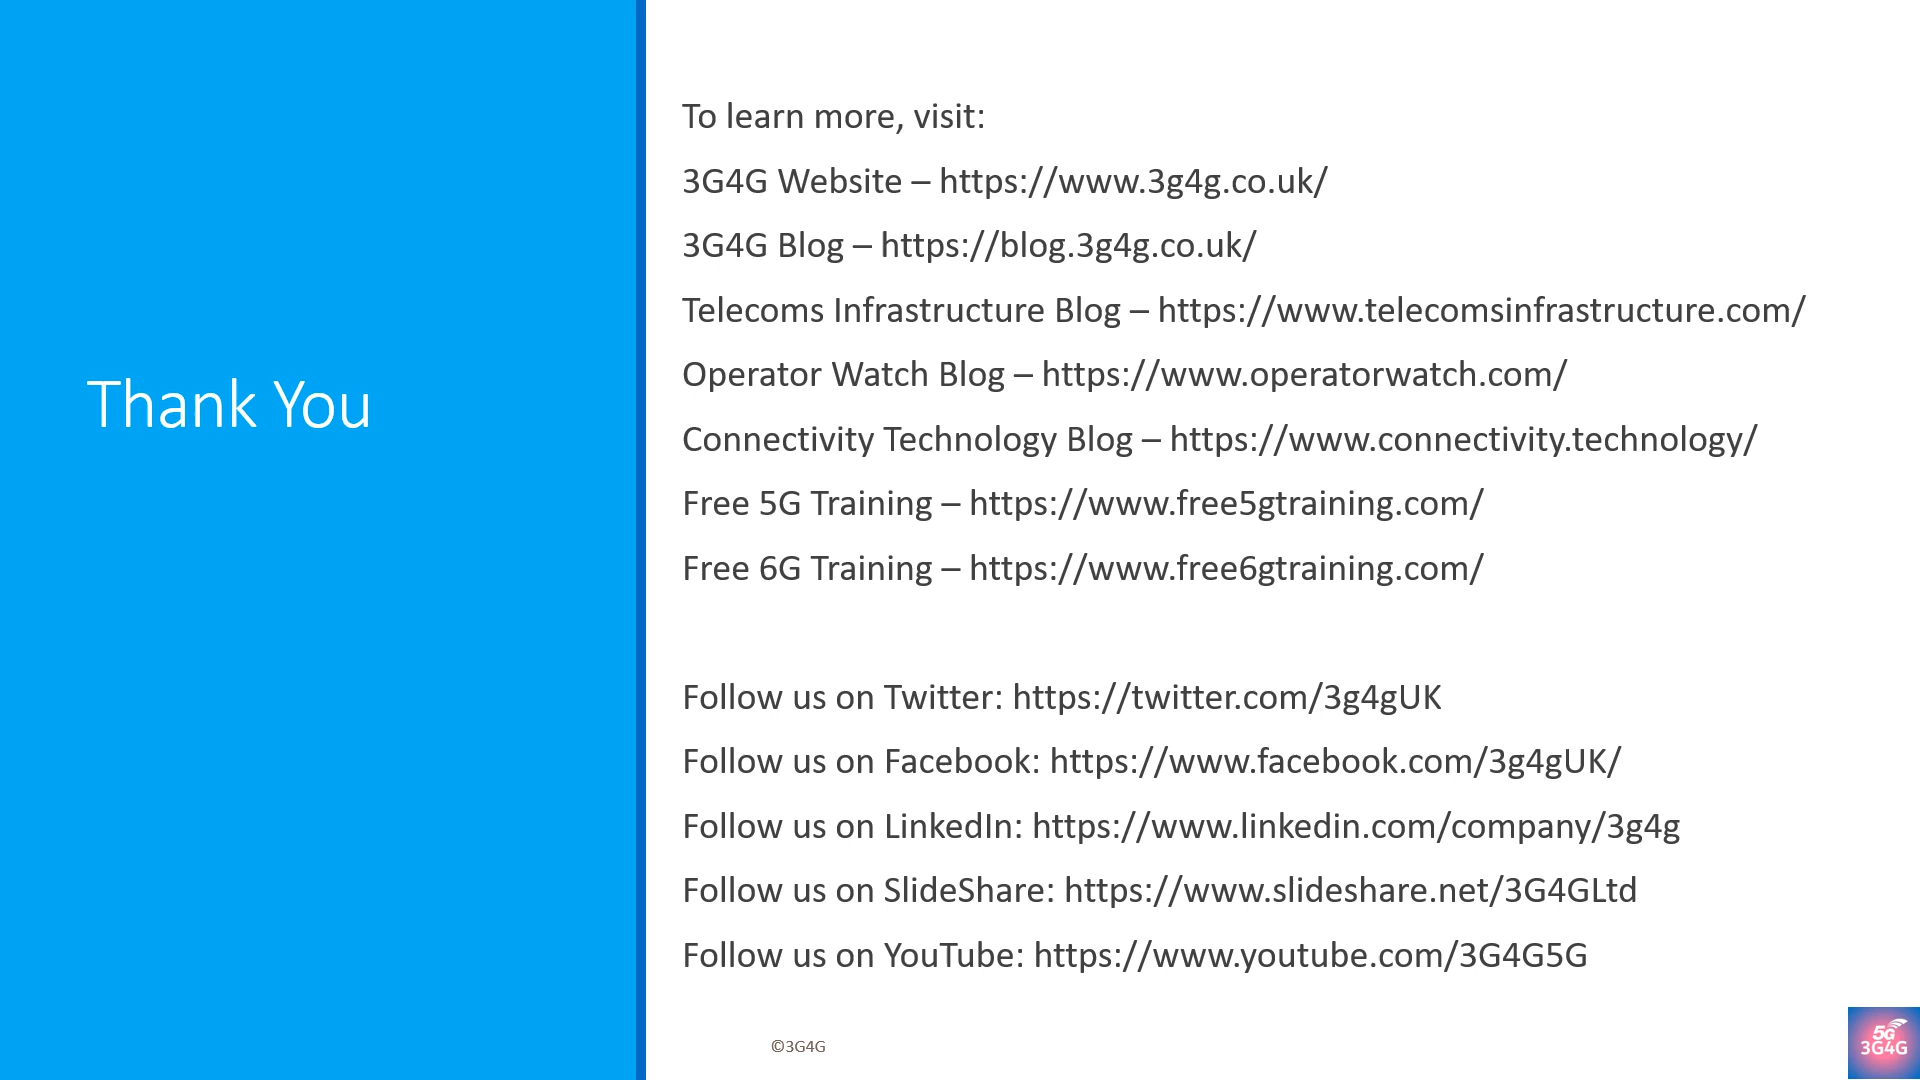 Thank You
To learn more, visit:
3G4G Website – https://www.3g4g.co.uk/
3G4G Blog – https://blog.3g4g.co.uk/
Telecoms Infrastructure Blog – https://www.telecomsinfrastructure.com/
Operator Watch Blog – https://www.operatorwatch.com/
Connectivity Technology Blog – https://www.connectivity.technology/
Free 5G Training – https://www.free5gtraining.com/
Free 6G Training – https://www.free6gtraining.com/
Follow us on Twitter: https://twitter.com/3g4gUK
Follow us on Facebook: https://www.facebook.com/3g4gUK/
Follow us on LinkedIn: https://www.linkedin.com/company/3g4g
Follow us on SlideShare: https://www.slideshare.net/3G4GLtd
Follow us on YouTube: https://www.youtube.com/3G4G5G
©3G4G
5G
3G4G